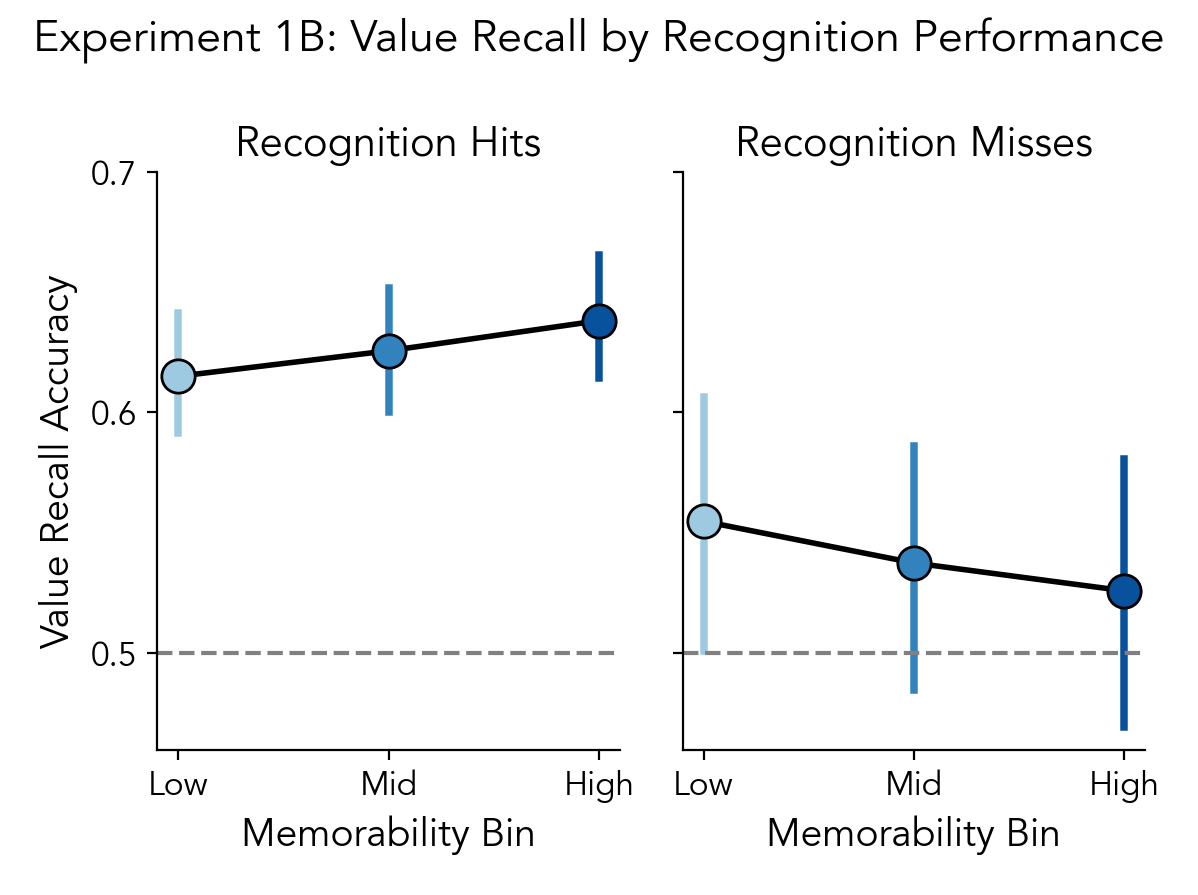 Experiment 1B: Value Recall by Recognition Performance
Recognition Hits
Recognition Misses
Value Recall Accuracy
0.7
0.6
0.5
Low Mid High
Low Mid High
Memorability Bin
Memorability Bin